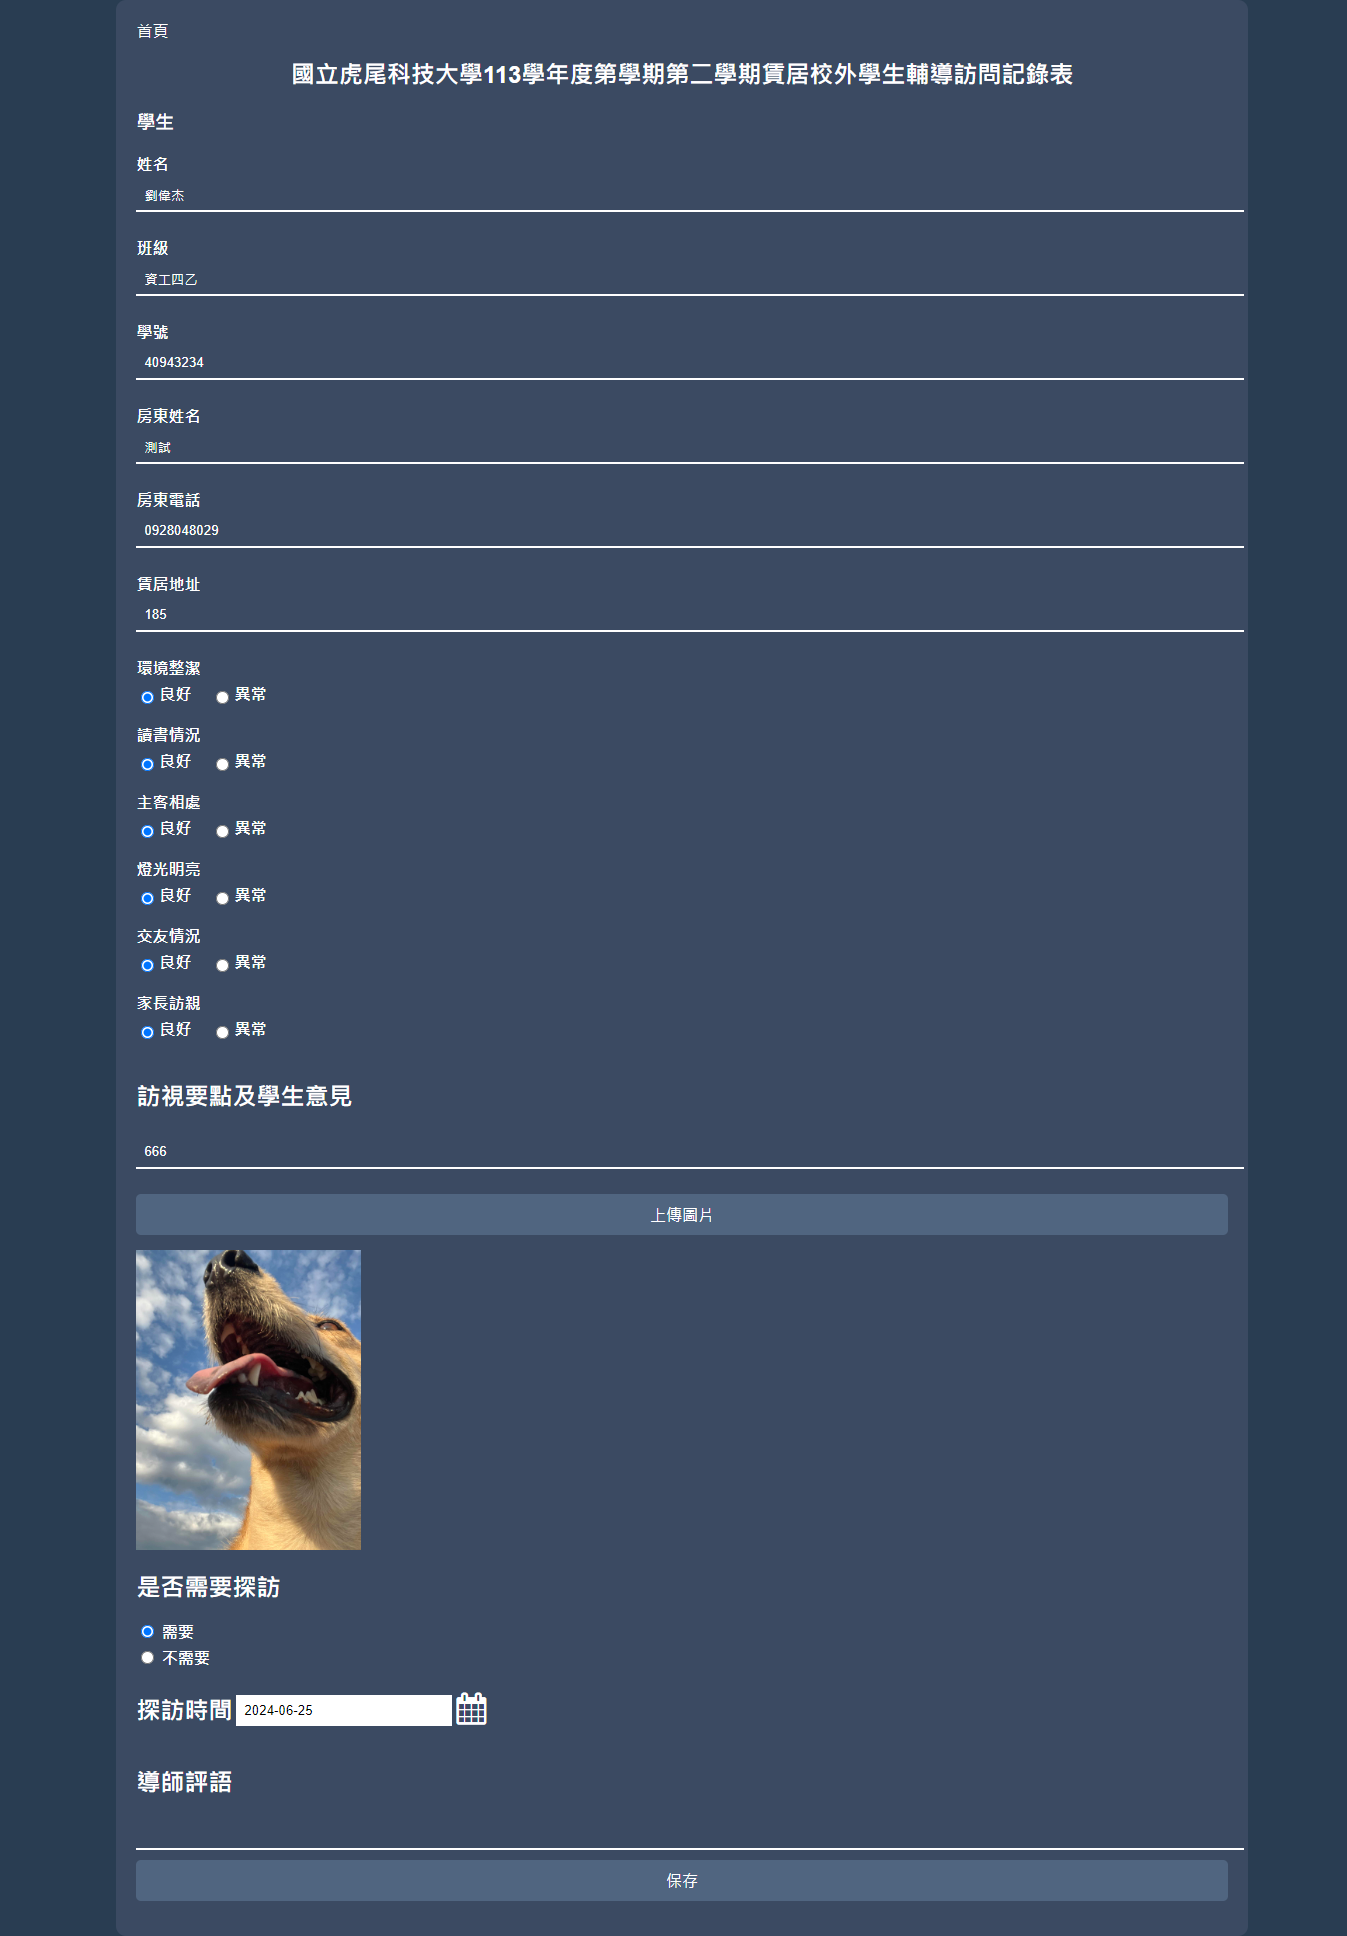 首頁
國立虎尾科技大學113學年度第學期第二學期賃居校外學生輔導訪問記錄表
學生
姓名
劉偉杰
班級
資工四乙
學號
40943234
房東姓名
測試
房東電話
0928048029
賃居地址
185
環境整潔
良好 異常
讀書情況
良好 異常
主客相處
良好 異常
燈光明亮
良好 異常
交友情況
良好 異常
家長訪親
良好 異常
訪視要點及學生意見
666
上傳圖片
是否需要探訪
需要
不需要
探訪時間 2024-06-25
導師評語
保存